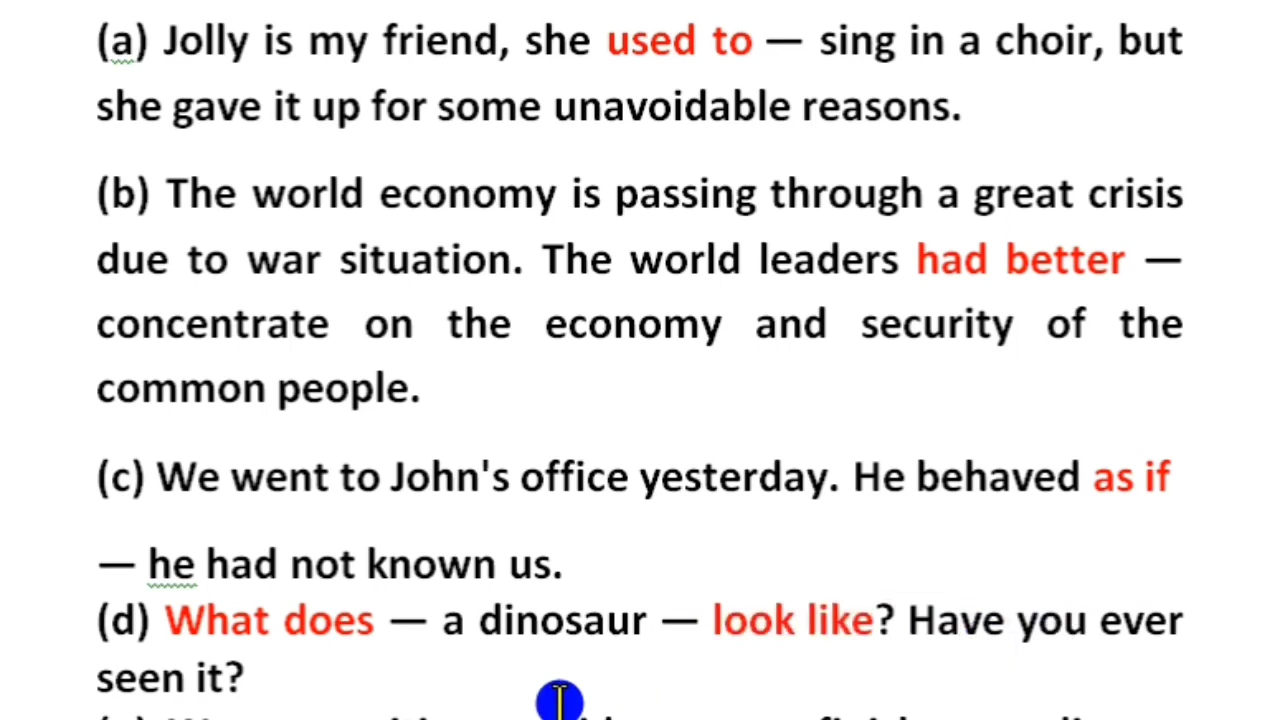 (a) Jolly is my friend, she used to — sing in a choir, but
she gave it up for some unavoidable reasons.
(b) The world economy is passing through a great crisis
due to war situation. The world leaders had better —
concentrate on the economy and security of the
common people.
(c) We went to John's office yesterday. He behaved as if
— he had not known us.
(d) What does — a dinosaur — look like? Have you ever
seen it?